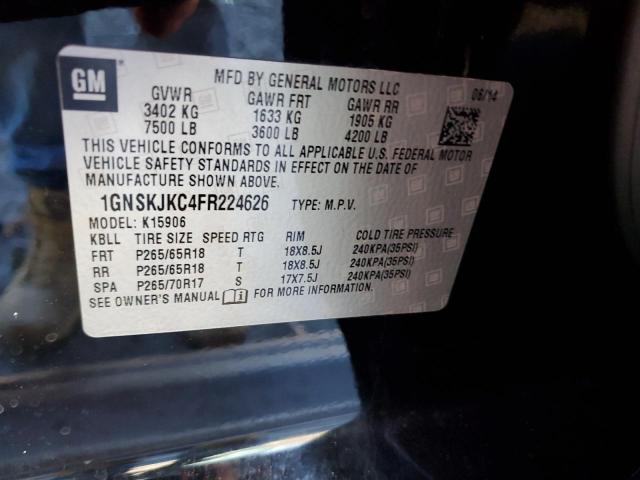 GM
MFD BY GENERAL MOTORS LLC
06/14
GVWR GAWR FRT GAWR RR
3402 KG 1633 KG 1905 KG
7500 LB 3600 LB 4200 LB
THIS VEHICLE CONFORMS TO ALL APPLICABLE U.S. FEDERAL MOTOR
VEHICLE SAFETY STANDARDS IN EFFECT ON THE DATE OF
MANUFACTURE SHOWN ABOVE.
1GNSKJKC4FR224626 TYPE: M.P.V.
MODEL: K15906
KBLL TIRE SIZE SPEED RTG RIM COLD TIRE PRESSURE
FRT P265/65R18 T 18X8.5J 240KPA(35PSI)
RR P265/65R18 T 18X8.5J 240KPA(35PSI)
SPA P265/70R17 S 17X7.5J 240KPA(35PSI)
SEE OWNER'S MANUAL i FOR MORE INFORMATION.